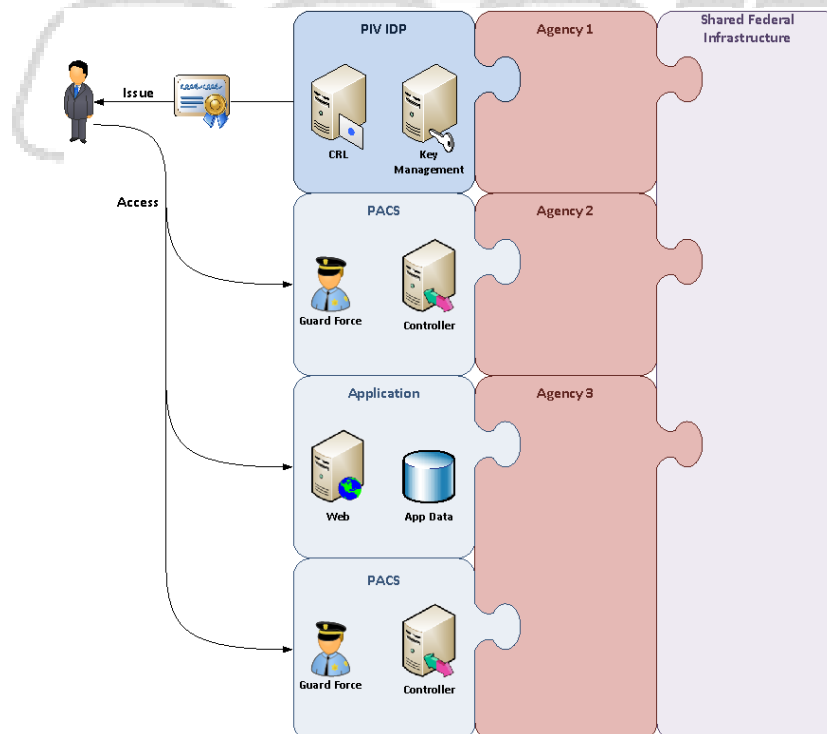 PIV IDP
Agency 1
Shared Federal
Infrastructure
Issue
CRL
Key
Management
Access
PACS
Agency 2
Guard Force
Controller
Application
Agency 3
Web
App Data
PACS
Guard Force
Controller